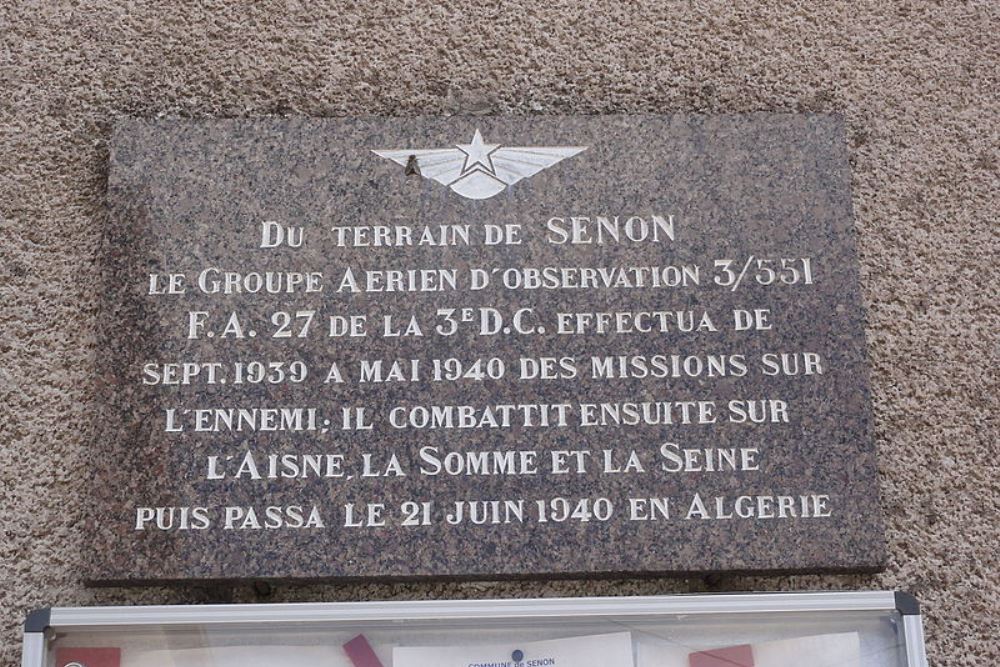 DU TERRAIN DE SENON
LE GROUPE AERIEN D'OBSERVATION 3/551
F.A. 27 DE LA 3E D.C. EFFECTUA DE
SEPT. 1939 A MAI 1940 DES MISSIONS SUR
L'ENNEMI; IL COMBATTIT ENSUITE SUR
L'AISNE, LA SOMME ET LA SEINE
PUIS PASSA LE 21 JUIN 1940 EN ALGERIE
COMMUNE de SENON